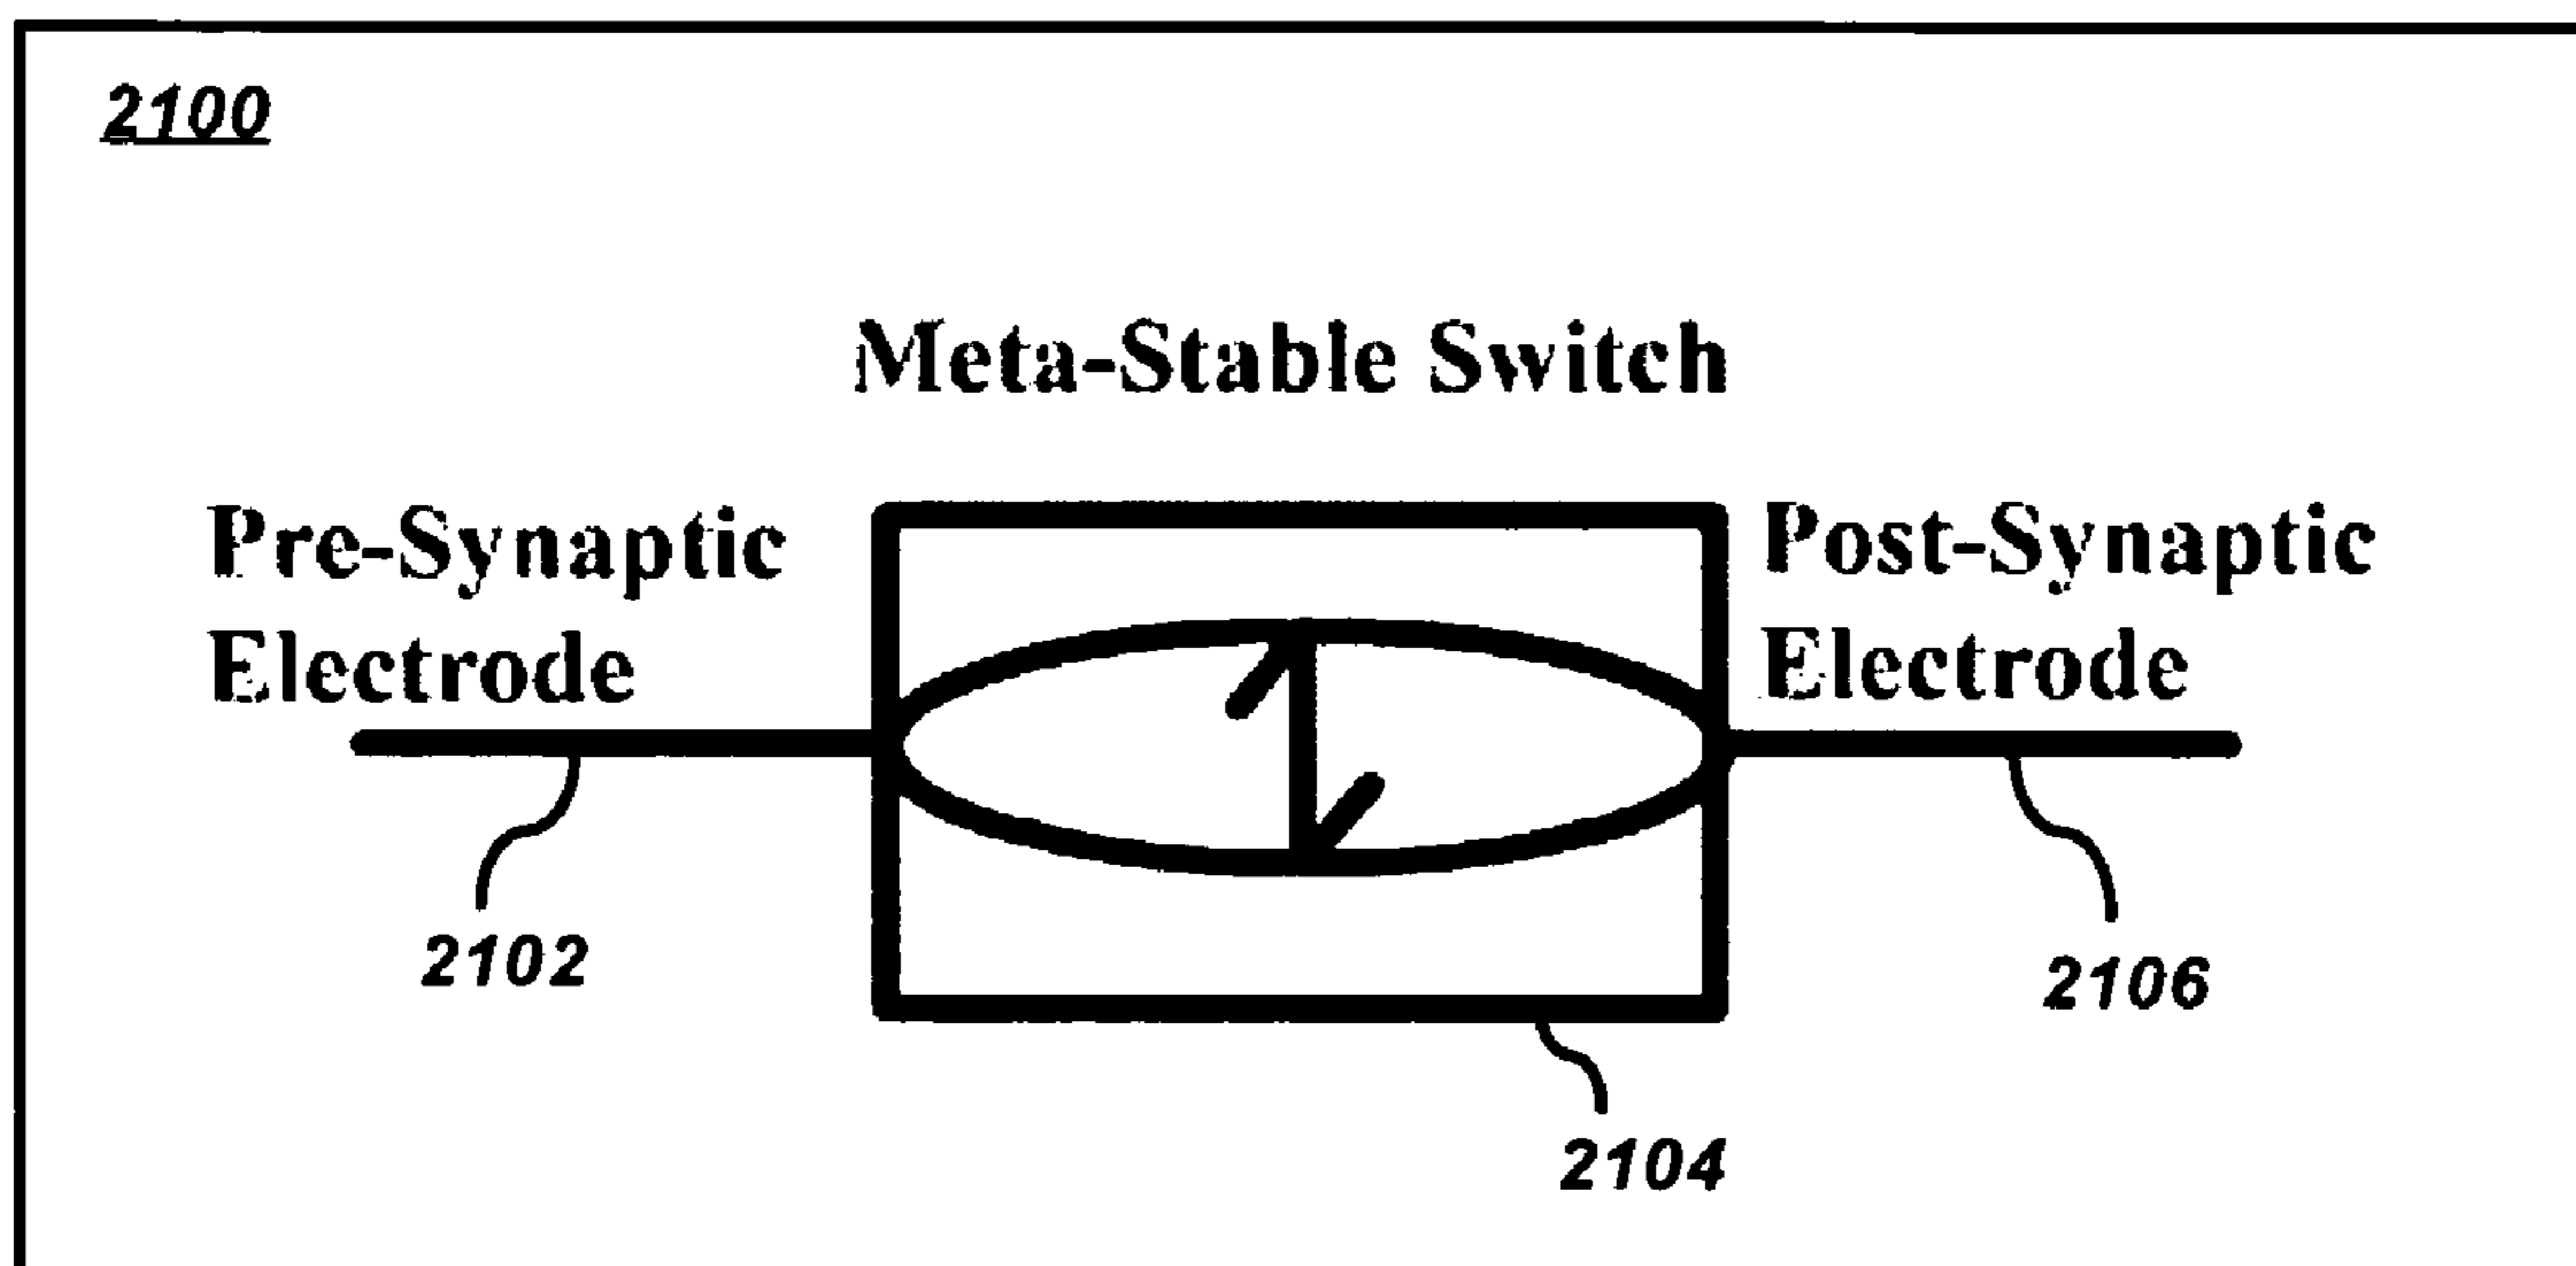 2100
Meta-Stable Switch
Pre-Synaptic
Electrode
Post-Synaptic
Electrode
2102
2106
2104